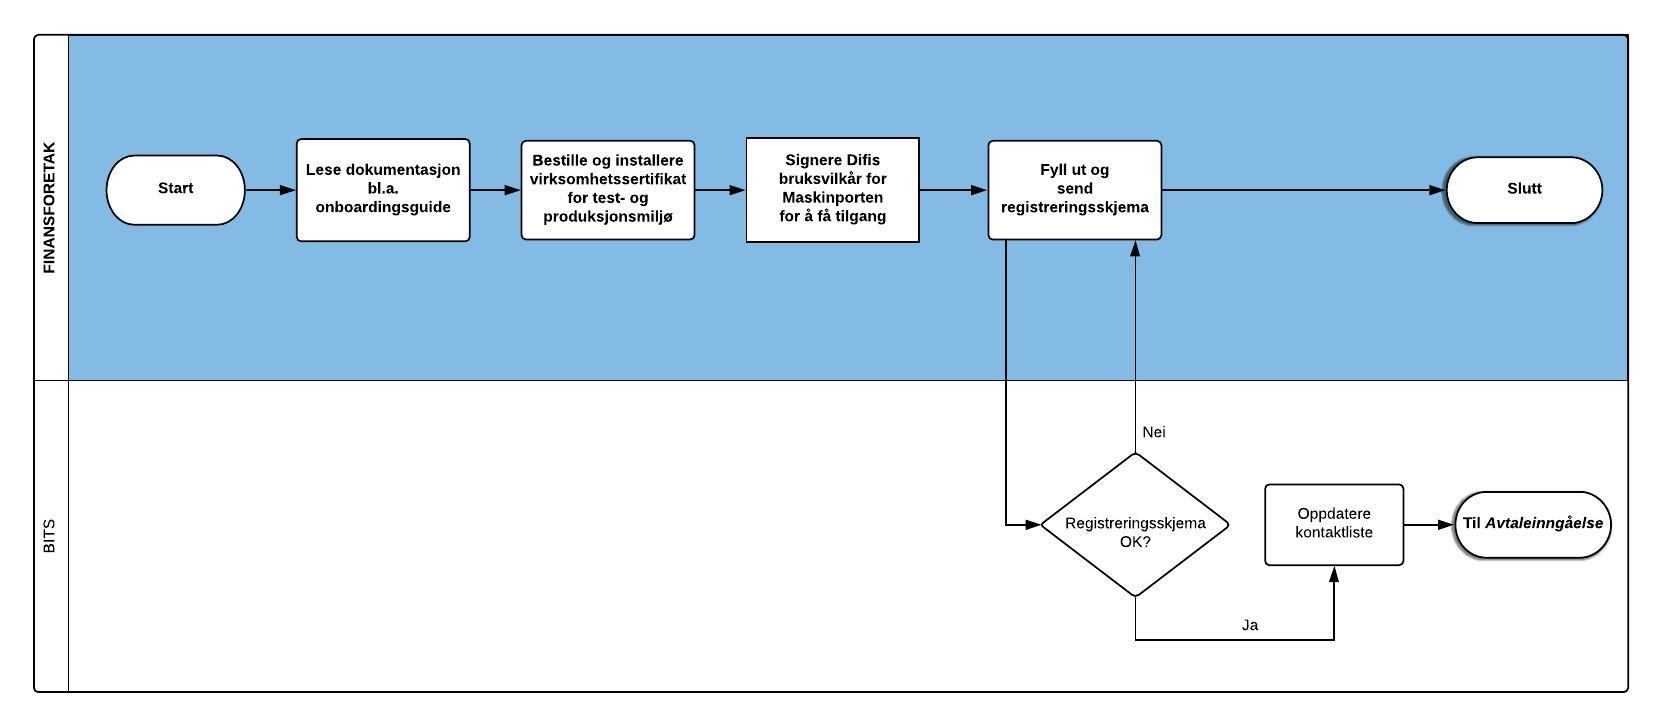 FINANSFORETAK
Start
Lese dokumentasjon
bl.a.
onboardingsguide
Bestille og installere
virksomhetssertifikat
for test- og
produksjonsmiljø
Signere Difis
bruksvilkår for
Maskinporten
for å få tilgang
Fyll ut og
send
registreringsskjema
Slutt
BITS
Nei
Registreringsskjema
OK?
Ja
Oppdatere
kontaktliste
Til Avtaleinngåelse